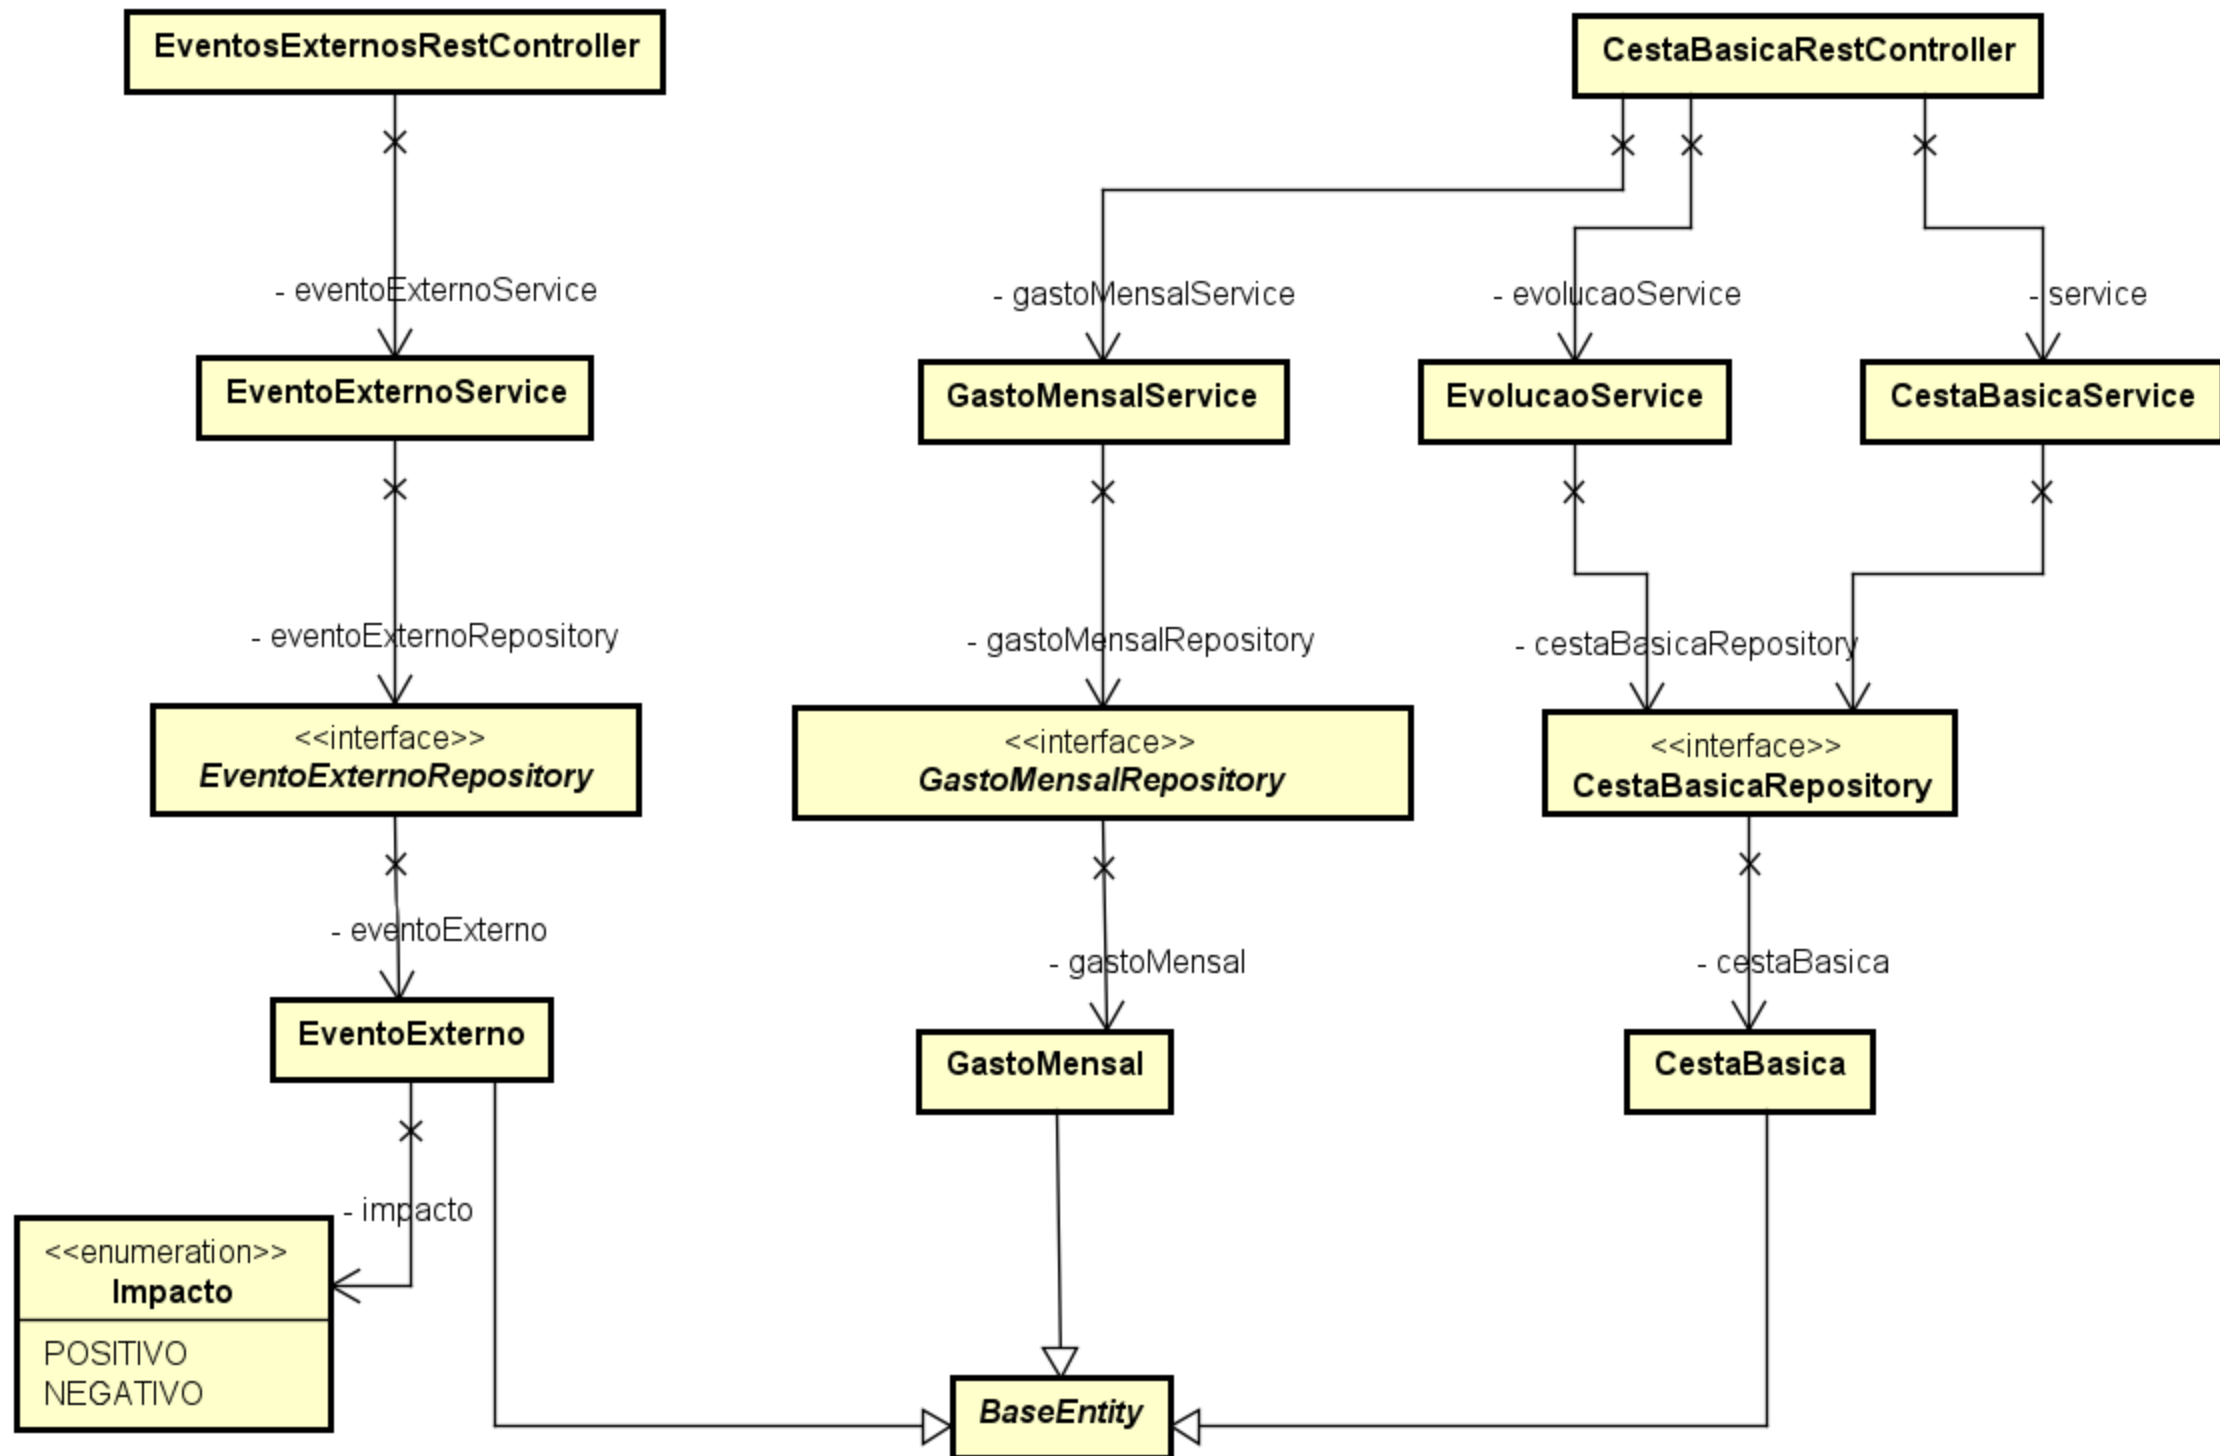 EventosExternosRestController
CestaBasicaRestController
- eventoExternoService
- gastoMensalService
- evolucaoService
- service
EventoExternoService
GastoMensalService
EvolucaoService
CestaBasicaService
- eventoExternoRepository
- gastoMensalRepository
- cestaBasicaRepository
<<interface>>
EventoExternoRepository
<<interface>>
GastoMensalRepository
<<interface>>
CestaBasicaRepository
- eventoExterno
- gastoMensal
- cestaBasica
EventoExterno
GastoMensal
CestaBasica
- impacto
<<enumeration>>
Impacto
POSITIVO
NEGATIVO
BaseEntity